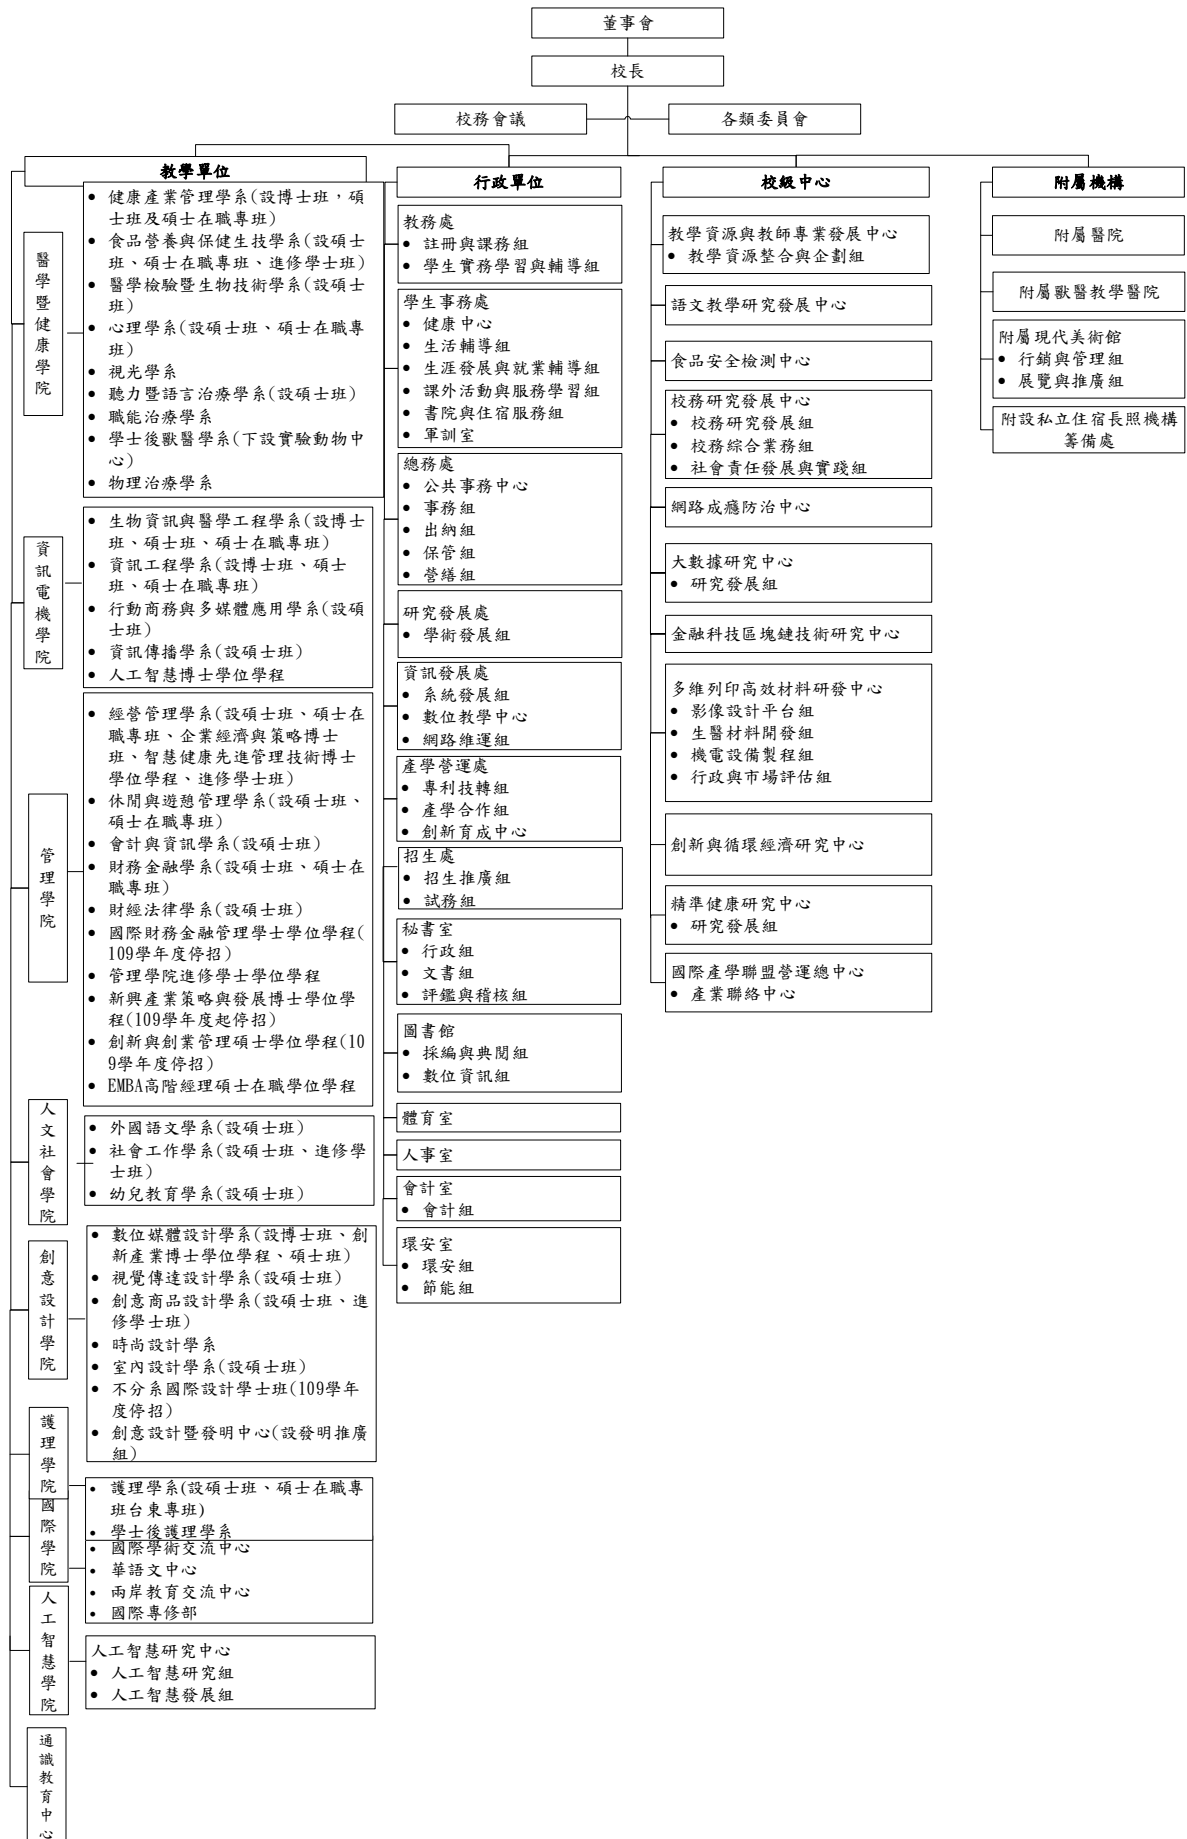 董事會
校長
校務會議
各類委員會
教學單位
醫學暨健康學院
• 健康產業管理學系(設博士班，碩
士班及碩士在職專班)
• 食品營養與保健生技學系(設碩士
班、碩士在職專班、進修學士班)
• 醫學檢驗暨生物技術學系(設碩士
班)
• 心理學系(設碩士班、碩士在職專
班)
• 視光學系
• 聽力暨語言治療學系(設碩士班)
• 職能治療學系
• 學士後獸醫學系(下設實驗動物中
心)
• 物理治療學系
資訊電機學院
• 生物資訊與醫學工程學系(設博士
班、碩士班、碩士在職專班)
• 資訊工程學系(設博士班、碩士
班、碩士在職專班)
• 行動商務與多媒體應用學系(設碩
士班)
• 資訊傳播學系(設碩士班)
• 人工智慧博士學位學程
管理學院
• 經營管理學系(設碩士班、碩士在
職專班、企業經濟與策略博士
班、智慧健康先進管理技術博士
學位學程、進修學士班)
• 休閒與遊憩管理學系(設碩士班、
碩士在職專班)
• 會計與資訊學系(設碩士班)
• 財務金融學系(設碩士班、碩士在
職專班)
• 財經法律學系(設碩士班)
• 國際財務金融管理學士學位學程(
109學年度停招)
• 管理學院進修學士學位學程
• 新興產業策略與發展博士學位學
程(109學年度起停招)
• 創新與創業管理碩士學位學程(10
9學年度停招)
• EMBA高階經理碩士在職學位學程
人文社會學院
• 外國語文學系(設碩士班)
• 社會工作學系(設碩士班、進修學
士班)
• 幼兒教育學系(設碩士班)
創意設計學院
• 數位媒體設計學系(設博士班、創
新產業博士學位學程、碩士班)
• 視覺傳達設計學系(設碩士班)
• 創意商品設計學系(設碩士班、進
修學士班)
• 時尚設計學系
• 室內設計學系(設碩士班)
• 不分系國際設計學士班(109學年
度停招)
• 創意設計暨發明中心(設發明推廣
組)
護理學院
• 護理學系(設碩士班、碩士在職專
班台東專班)
• 學士後護理學系
國際學院
• 國際學術交流中心
• 華語文中心
• 兩岸教育交流中心
• 國際專修部
人工智慧學院
人工智慧研究中心
• 人工智慧研究組
• 人工智慧發展組
通識教育中心
行政單位
教務處
• 註冊與課務組
• 學生實務學習與輔導組
學生事務處
• 健康中心
• 生活輔導組
• 生涯發展與就業輔導組
• 課外活動與服務學習組
• 書院與住宿服務組
• 軍訓室
總務處
• 公共事務中心
• 事務組
• 出納組
• 保管組
• 營繕組
研究發展處
• 學術發展組
資訊發展處
• 系統發展組
• 數位教學中心
• 網路維運組
產學營運處
• 專利技轉組
• 產學合作組
• 創新育成中心
招生處
• 招生推廣組
• 試務組
秘書室
• 行政組
• 文書組
• 評鑑與稽核組
圖書館
• 採編與典閱組
• 數位資訊組
體育室
人事室
會計室
• 會計組
環安室
• 環安組
• 節能組
校級中心
教學資源與教師專業發展中心
• 教學資源整合與企劃組
語文教學研究發展中心
食品安全檢測中心
校務研究發展中心
• 校務研究發展組
• 校務綜合業務組
• 社會責任發展與實踐組
網路成癮防治中心
大數據研究中心
• 研究發展組
金融科技區塊鏈技術研究中心
多維列印高效材料研發中心
• 影像設計平台組
• 生醫材料開發組
• 機電設備製程組
• 行政與市場評估組
創新與循環經濟研究中心
精準健康研究中心
• 研究發展組
國際產學聯盟營運總中心
• 產業聯絡中心
附屬機構
附屬醫院
附屬獸醫教學醫院
附屬現代美術館
• 行銷與管理組
• 展覽與推廣組
附設私立住宿長照機構
籌備處